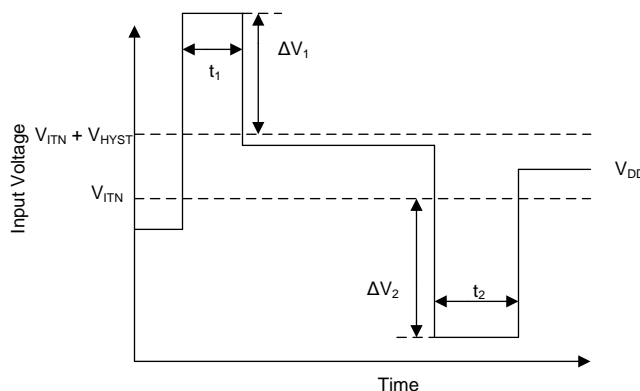 ΔV1
t1
VITN + VHYST
VDD
VITN
Input Voltage
ΔV2
t2
Time